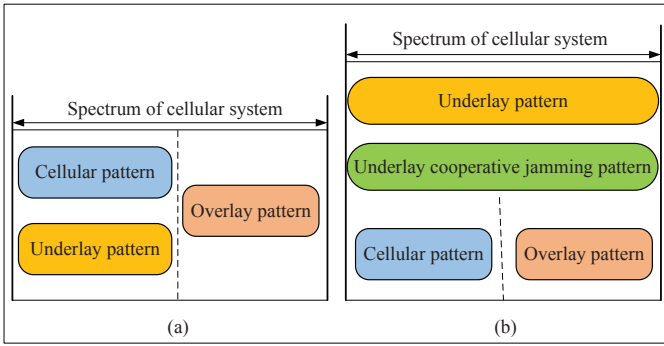 Spectrum of cellular system
Cellular pattern
Overlay pattern
Underlay pattern
(a)
Spectrum of cellular system
Underlay pattern
Underlay cooperative jamming pattern
Cellular pattern
Overlay pattern
(b)